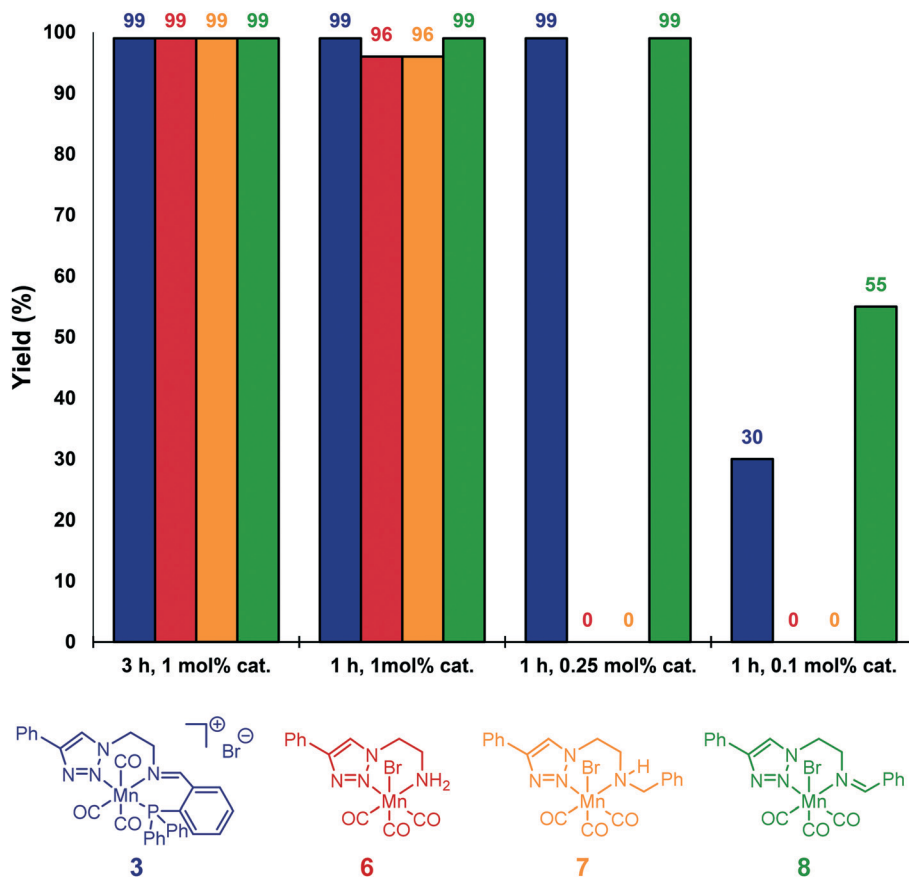 99 99 99 99 99 96 96 99 99 99
100
90
80
70
60
55
50
40
30
30
20
10
0 0 0 0 0
Yield (%)
3 h, 1 mol% cat. 1 h, 1mol% cat. 1 h, 0.25 mol% cat. 1 h, 0.1 mol% cat.
Ph N N=N CO Mn OC CO N P Ph Ph + Br −
Ph N N=N Br NH2 Mn OC CO CO
Ph N N=N Br N H Ph Mn OC CO CO
Ph N N=N Br N Ph Mn OC CO CO
3 6 7 8